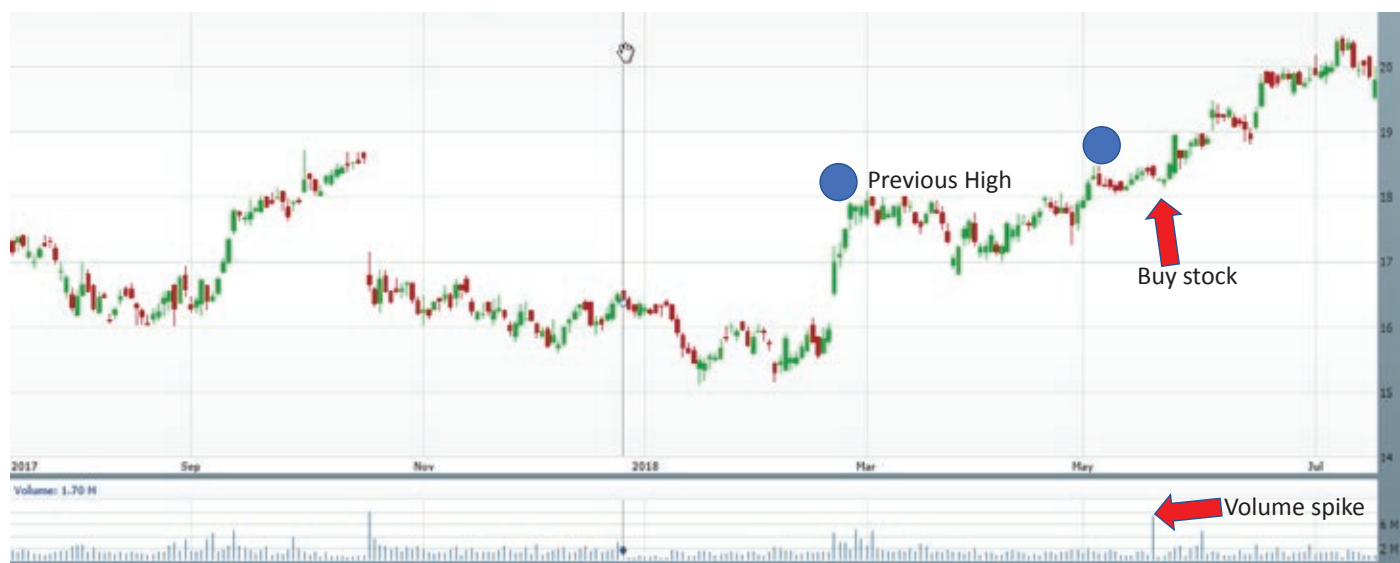 20
19
Previous High
18
17
Buy stock
16
15
14
2017 Sep Nov 2018 Mar May Jul
Volume: 1.70 M
Volume spike
6 M
2 M